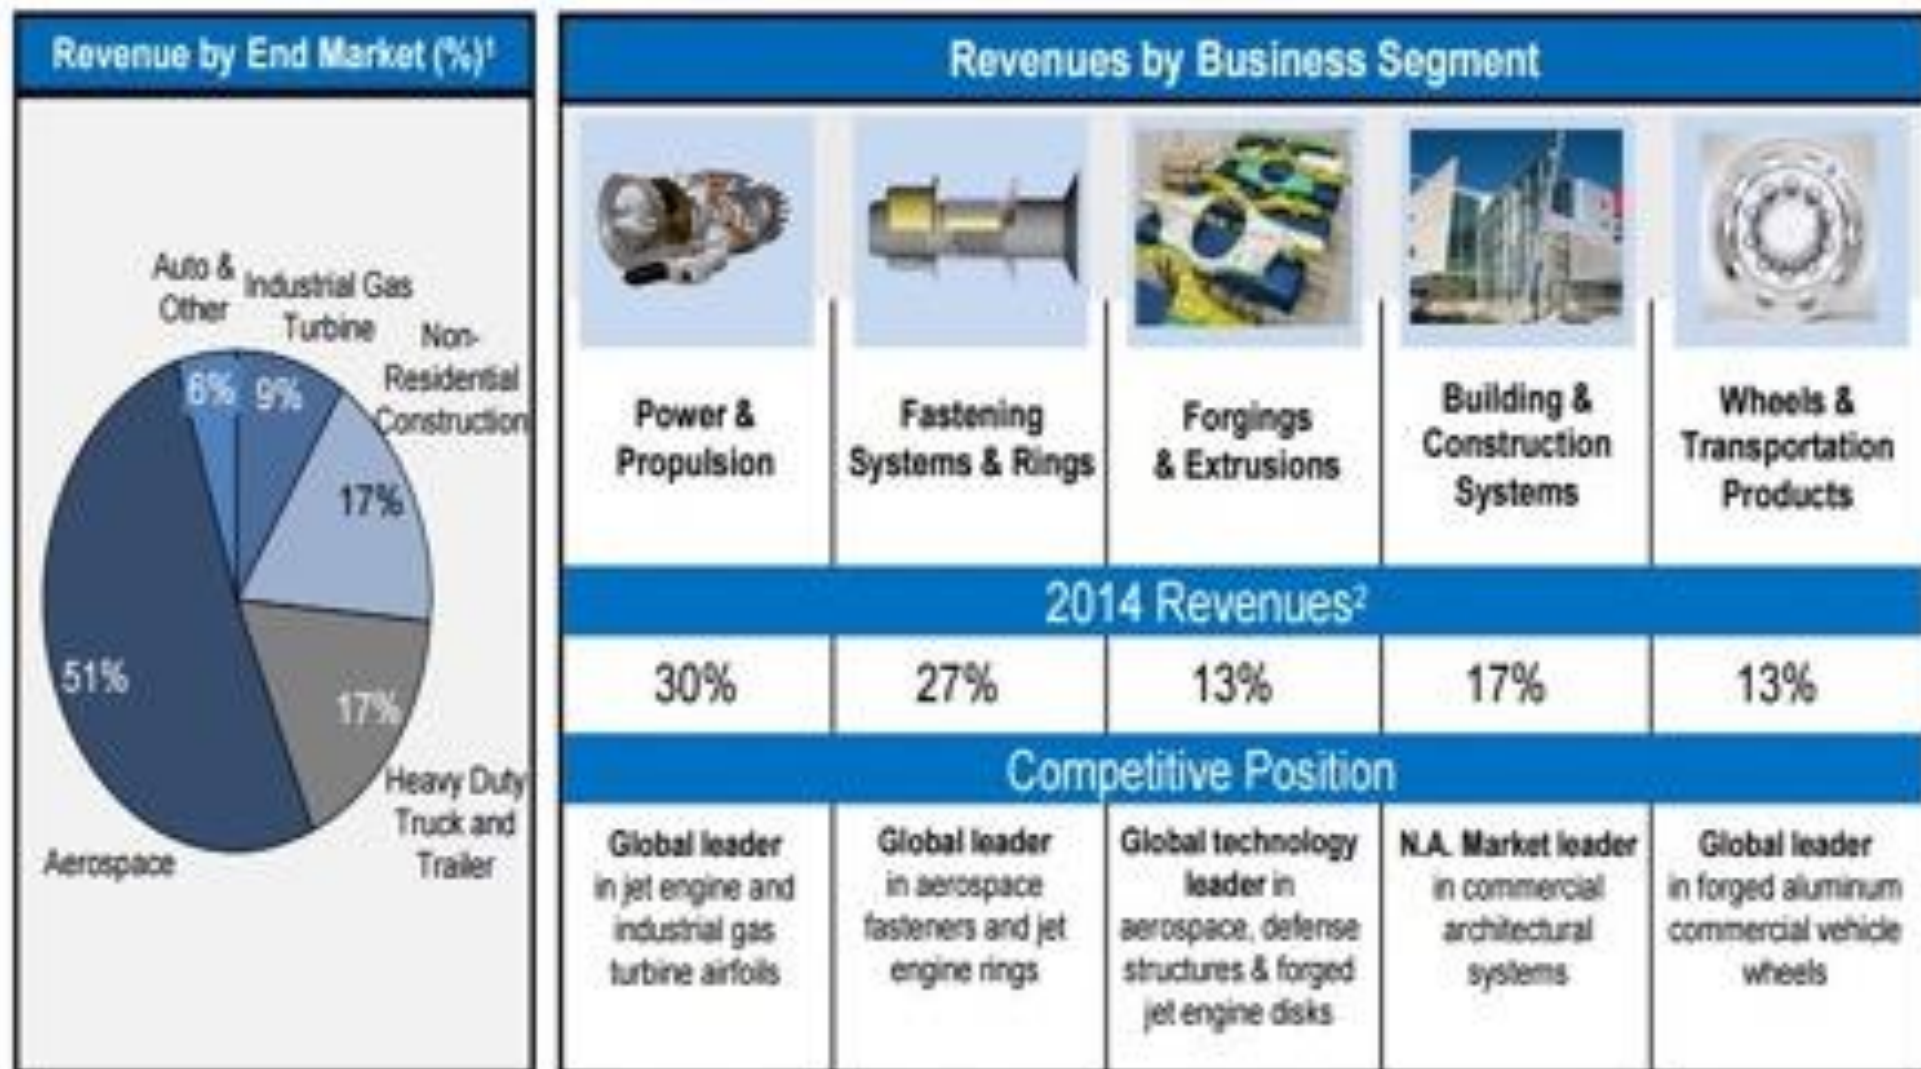 Revenue by End Market (%)¹
Auto &
Other
Industrial Gas
Turbine
Non-
Residential
Construction
6%
9%
17%
51%
17%
Heavy Duty
Truck and
Trailer
Aerospace
Revenues by Business Segment
Power &
Propulsion
Fastening
Systems & Rings
Forgings
& Extrusions
Building &
Construction
Systems
Wheels &
Transportation
Products
2014 Revenues²
30%
27%
13%
17%
13%
Competitive Position
Global leader
in jet engine and
industrial gas
turbine airfoils
Global leader
in aerospace
fasteners and jet
engine rings
Global technology
leader in
aerospace, defense
structures & forged
jet engine disks
N.A. Market leader
in commercial
architectural
systems
Global leader
in forged aluminum
commercial vehicle
wheels